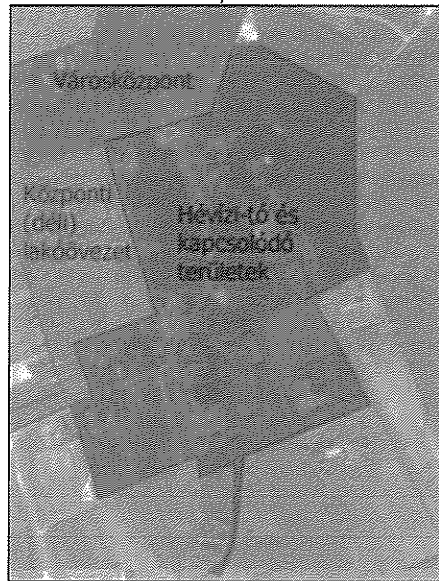 Városközpont
Központi
(déli)
lakóövezet
Hévízi-tó és
kapcsolódó
területek